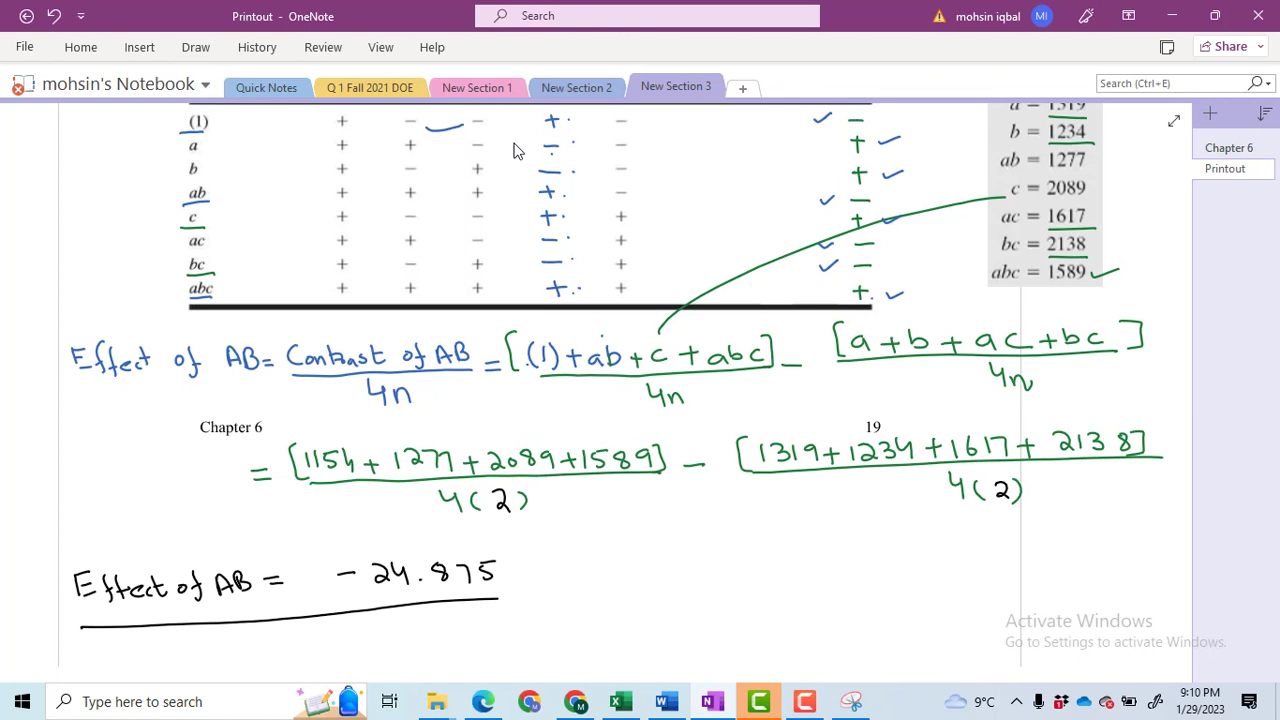 Printout - OneNote
Search
mohsin iqbal
MI
File Home Insert Draw History Review View Help
Share
mohsin's Notebook
Quick Notes
Q 1 Fall 2021 DOE
New Section 1
New Section 2
New Section 3
Search (Ctrl+E)
Chapter 6
Printout
(1) + − − + − −
a + + − − − +
b + − + − − +
ab + + + + − −
c + − − + + +
ac + + − − + −
bc + − + − + −
abc + + + + + +
a = 1319
b = 1234
ab = 1277
c = 2089
ac = 1617
bc = 2138
abc = 1589
Effect of AB = Contrast of AB / 4n = [(1) + ab + c + abc] / 4n − [a + b + ac + bc] / 4n
Chapter 6
19
= [1154 + 1277 + 2089 + 1589] / 4(2) − [1319 + 1234 + 1617 + 2138] / 4(2)
Effect of AB = − 24.875
Activate Windows
Go to Settings to activate Windows.
Type here to search
9°C
9:10 PM
1/29/2023